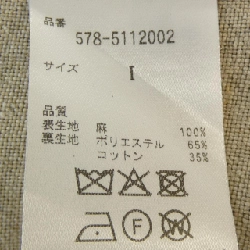 品番
578-5112002
サイズ
I
品質
表生地 麻 100%
裏生地 ポリエステル 65%
コットン 35%
F W